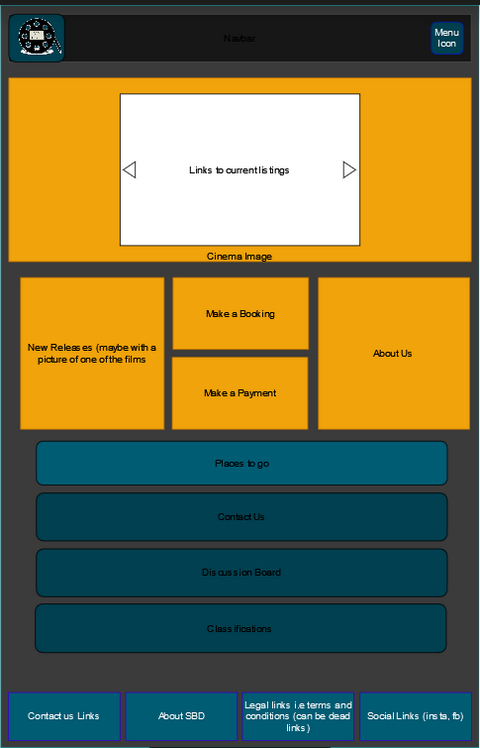 Navbar
Menu
Icon
Links to current listings
Cinema Image
New Releases (maybe with a
picture of one of the films
Make a Booking
Make a Payment
About Us
Places to go
Contact Us
Discussion Board
Classifications
Contact us Links
About SBD
Legal links i.e terms and
conditions (can be dead
links)
Social Links (insta, fb)